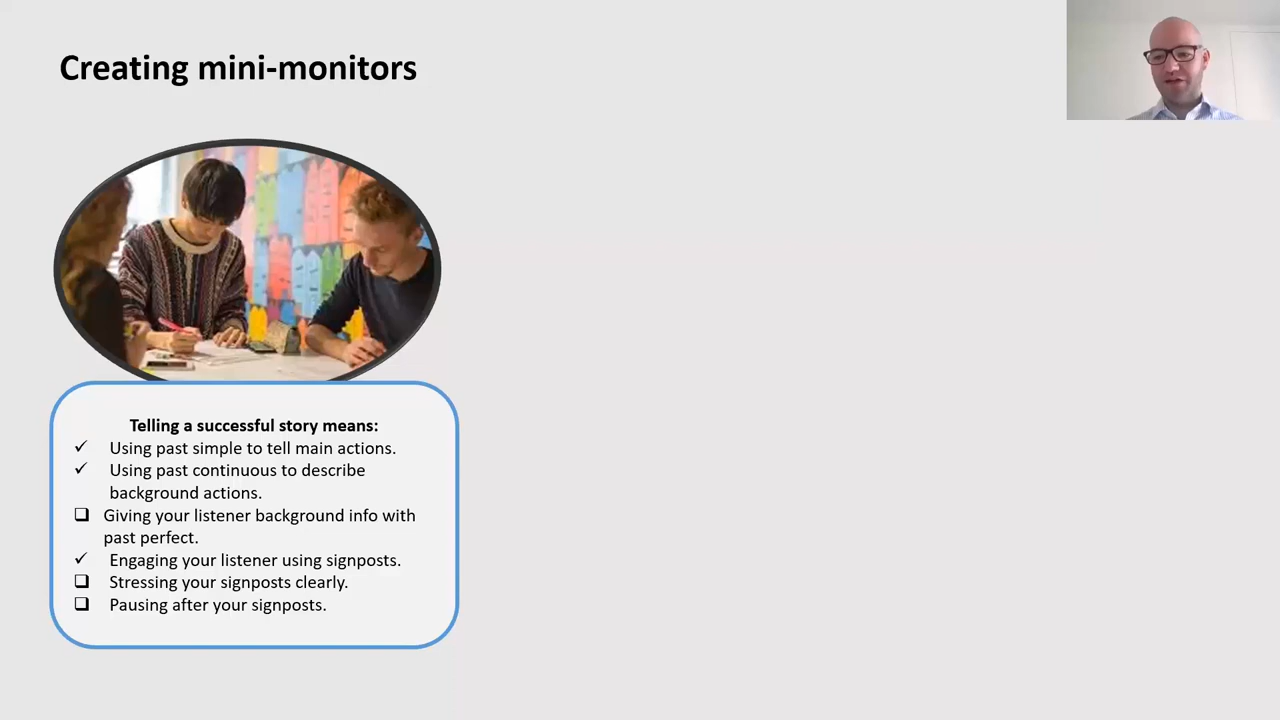 Creating mini-monitors
Telling a successful story means:
✓ Using past simple to tell main actions.
✓ Using past continuous to describe
background actions.
❑ Giving your listener background info with
past perfect.
✓ Engaging your listener using signposts.
❑ Stressing your signposts clearly.
❑ Pausing after your signposts.